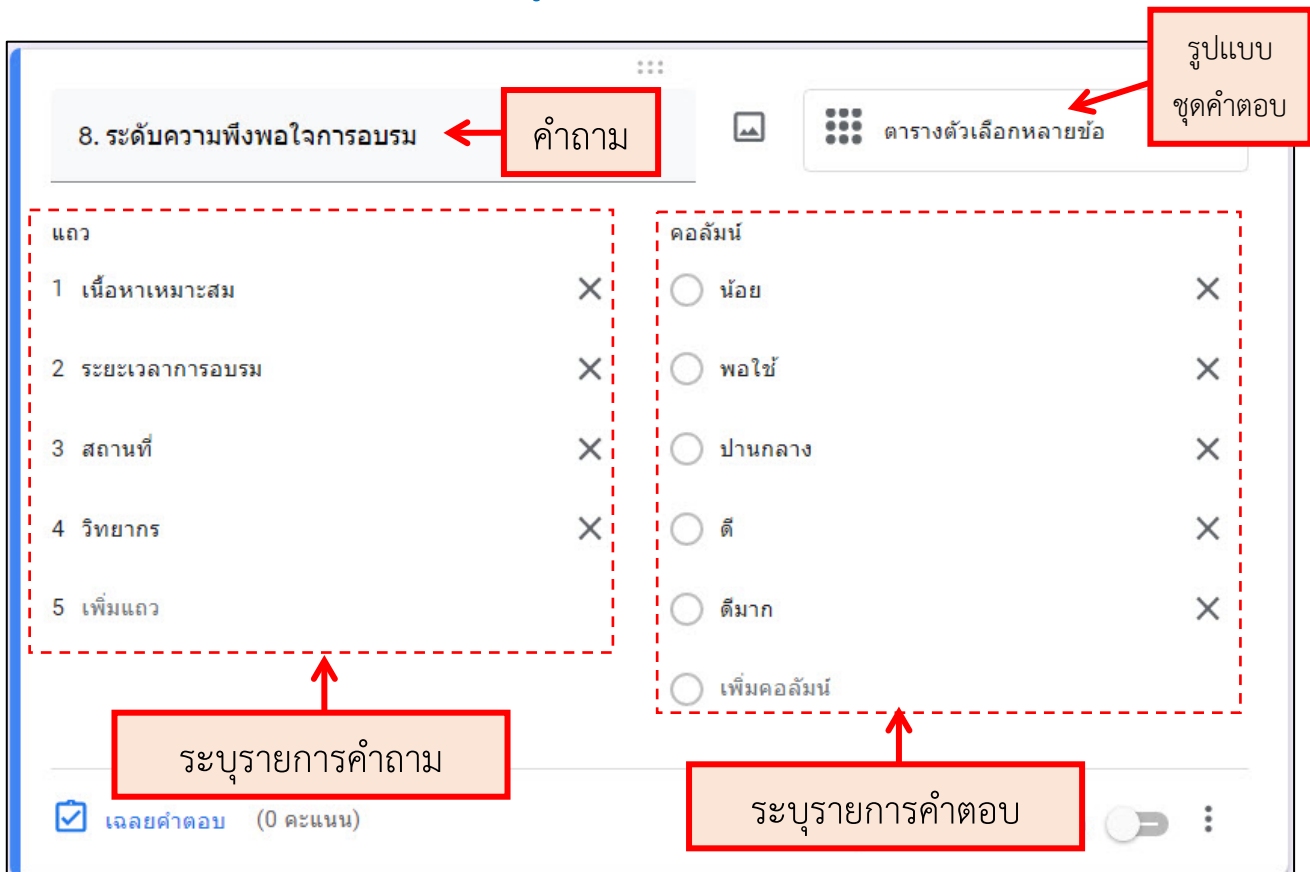 รูปแบบ
ชุดคำตอบ
8. ระดับความพึงพอใจการอบรม
คำถาม
ตารางตัวเลือกหลายข้อ
แถว
1 เนื้อหาเหมาะสม
2 ระยะเวลาการอบรม
3 สถานที่
4 วิทยากร
5 เพิ่มแถว
คอลัมน์
น้อย
พอใช้
ปานกลาง
ดี
ดีมาก
เพิ่มคอลัมน์
ระบุรายการคำถาม
ระบุรายการคำตอบ
เฉลยคำตอบ (0 คะแนน)